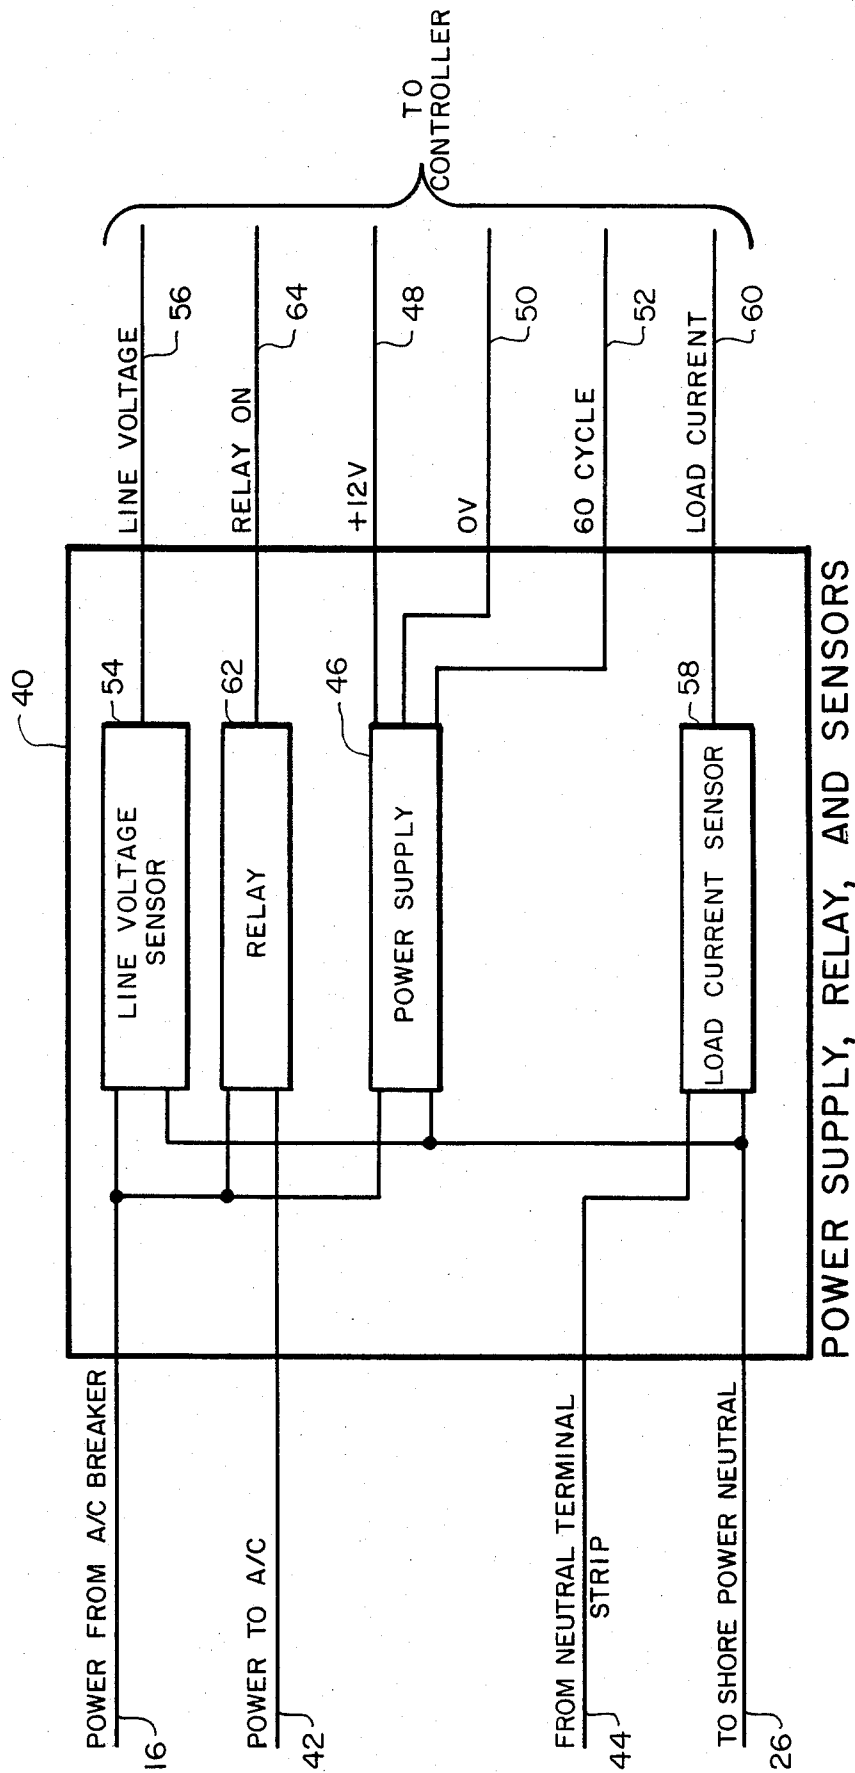 40
POWER FROM A/C BREAKER
16
POWER TO A/C
42
FROM NEUTRAL TERMINAL
STRIP
44
TO SHORE POWER NEUTRAL
26
LINE VOLTAGE
SENSOR
54
RELAY
62
POWER SUPPLY
46
LOAD CURRENT SENSOR
58
LINE VOLTAGE
56
RELAY ON
64
+12V
48
0V
50
60 CYCLE
52
LOAD CURRENT
60
TO
CONTROLLER
POWER SUPPLY, RELAY, AND SENSORS